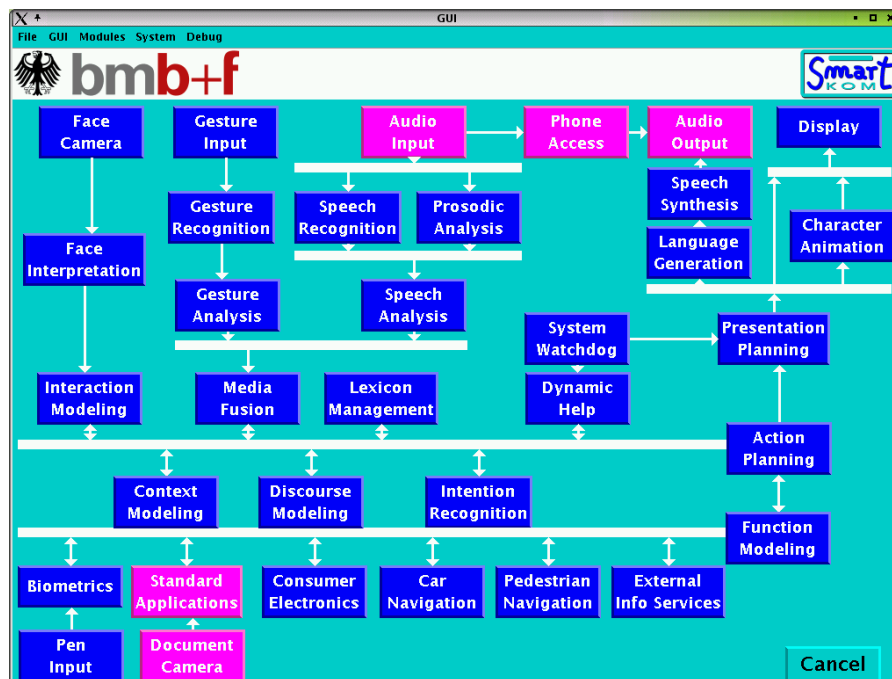 GUI
File GUI Modules System Debug
bmb+f
Smart
KOM
Face
Camera
Gesture
Input
Audio
Input
Phone
Access
Audio
Output
Display
Gesture
Recognition
Speech
Recognition
Prosodic
Analysis
Speech
Synthesis
Face
Interpretation
Language
Generation
Character
Animation
Gesture
Analysis
Speech
Analysis
System
Watchdog
Presentation
Planning
Interaction
Modeling
Media
Fusion
Lexicon
Management
Dynamic
Help
Action
Planning
Context
Modeling
Discourse
Modeling
Intention
Recognition
Function
Modeling
Biometrics
Standard
Applications
Consumer
Electronics
Car
Navigation
Pedestrian
Navigation
External
Info Services
Pen
Input
Document
Camera
Cancel